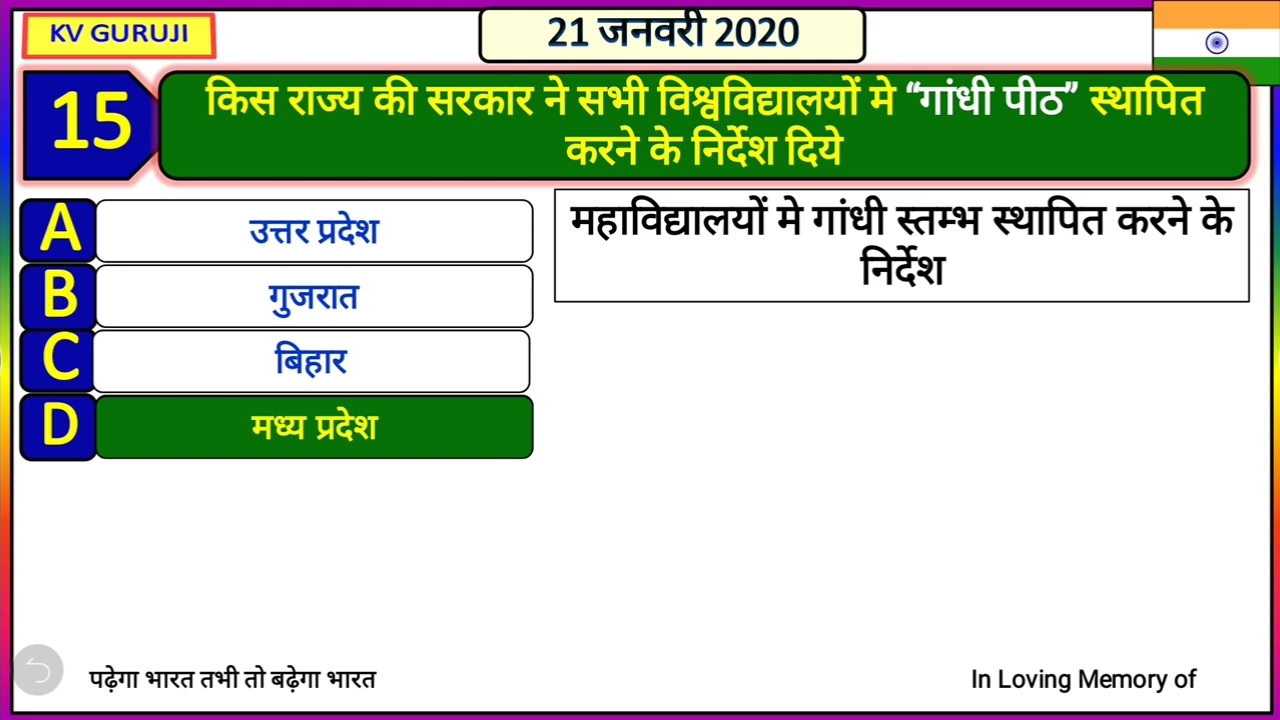 KV GURUJI
21 जनवरी 2020
15
किस राज्य की सरकार ने सभी विश्वविद्यालयों मे “गांधी पीठ” स्थापित
करने के निर्देश दिये
A
उत्तर प्रदेश
B
गुजरात
C
बिहार
D
मध्य प्रदेश
महाविद्यालयों मे गांधी स्तम्भ स्थापित करने के
निर्देश
पढ़ेगा भारत तभी तो बढ़ेगा भारत
In Loving Memory of